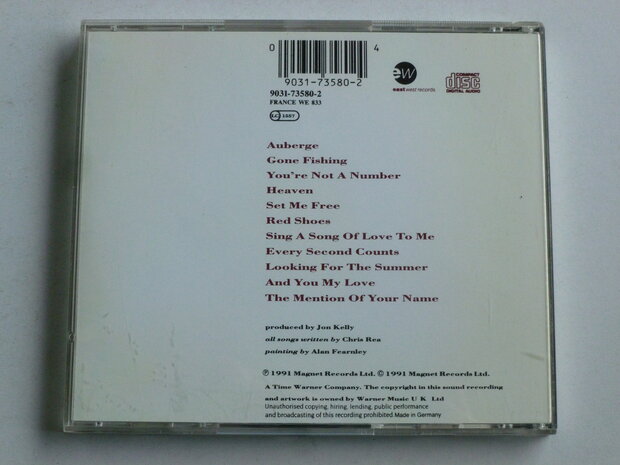 0 4
9031-73580-2
9031-73580-2
FRANCE WE 833
LC 1557
ew
east west records
COMPACT
disc
DIGITAL AUDIO
Auberge
Gone Fishing
You're Not A Number
Heaven
Set Me Free
Red Shoes
Sing A Song Of Love To Me
Every Second Counts
Looking For The Summer
And You My Love
The Mention Of Your Name
produced by Jon Kelly
all songs written by Chris Rea
painting by Alan Fearnley
℗ 1991 Magnet Records Ltd. © 1991 Magnet Records Ltd.
A Time Warner Company. The copyright in this sound recording
and artwork is owned by Warner Music U K Ltd
Unauthorised copying, hiring, lending, public performance
and broadcasting of this recording prohibited Made in Germany